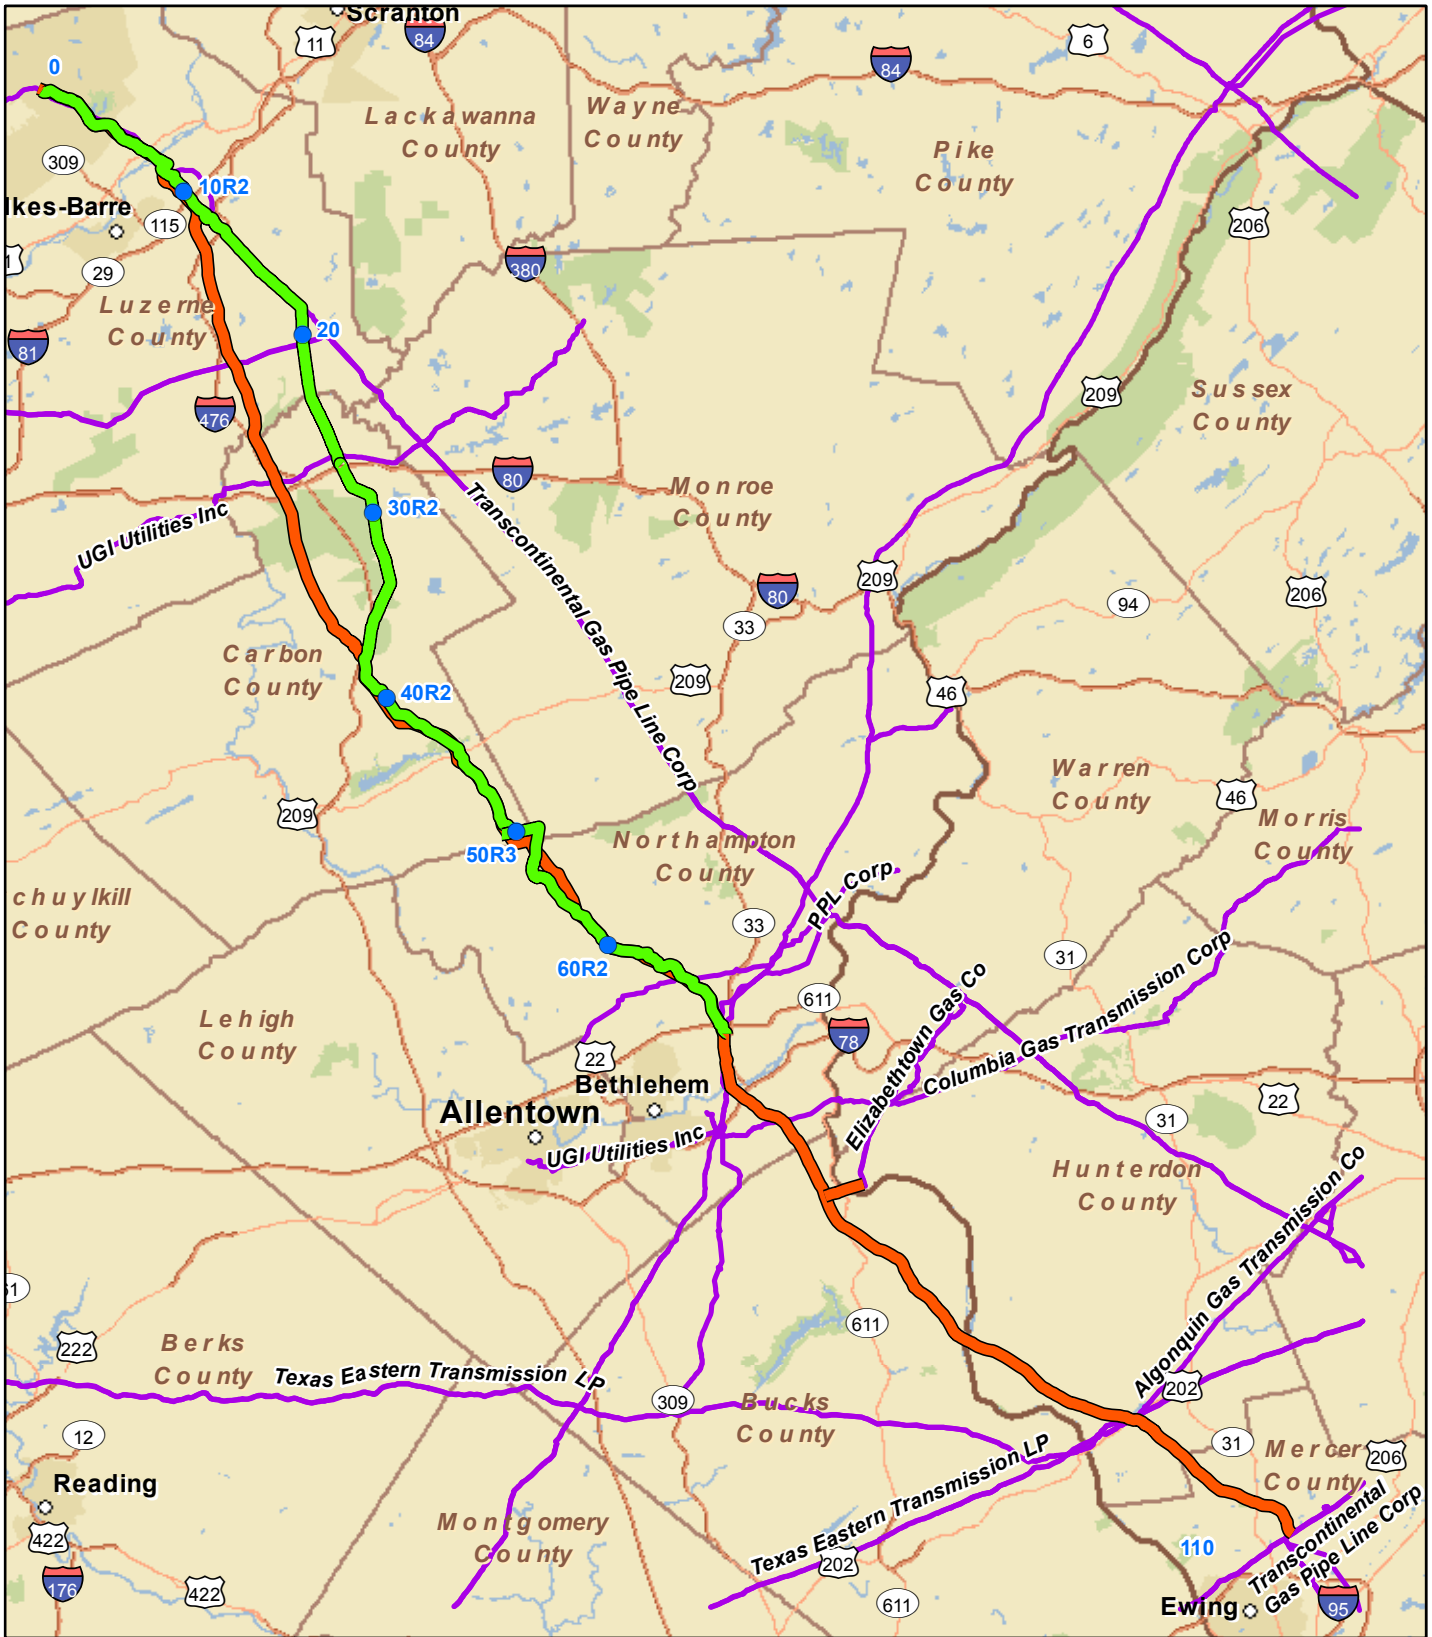 Scranton
11
84
6
84
0
Lackawanna
County
Wayne
County
Pike
County
309
10R2
lkes-Barre
115
206
1
29
380
Luzerne
County
20
81
209
Sussex
County
476
80
Monroe
County
30R2
UGI Utilities Inc
Transcontinental Gas Pipe Line Corp
209
80
206
94
33
Carbon
County
209
40R2
46
Warren
County
46
Morris
County
209
50R3
Northampton
County
PPL Corp
chuylkill
County
33
31
60R2
Columbia Gas Transmission Corp
Elizabethtown Gas Co
611
Lehigh
County
78
22
Bethlehem
22
Allentown
31
UGI Utilities Inc
Hunterdon
County
Algonquin Gas Transmission Co
61
611
222
Berks
County
Texas Eastern Transmission LP
202
309
Bucks
County
12
31
Mercer
County
206
Texas Eastern Transmission LP
Reading
Montgomery
County
422
110
Transcontinental
Gas Pipe Line Corp
202
176
422
611
Ewing
95